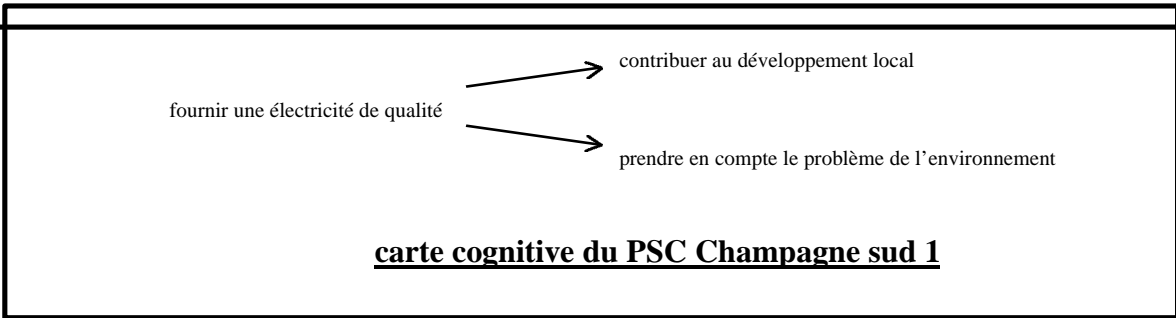 contribuer au développement local
fournir une électricité de qualité
prendre en compte le problème de l’environnement
carte cognitive du PSC Champagne sud 1